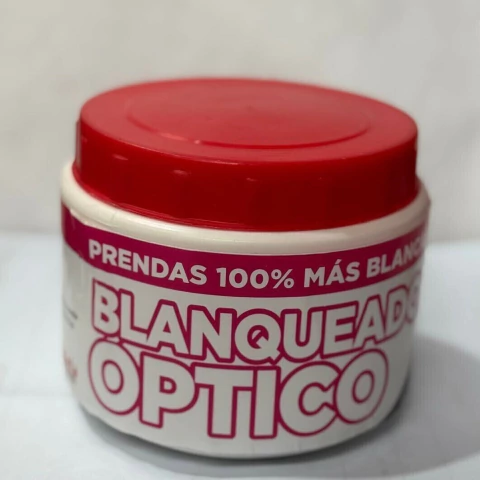 PRENDAS 100% MÁS BLANC
BLANQUEADO
OPTICO